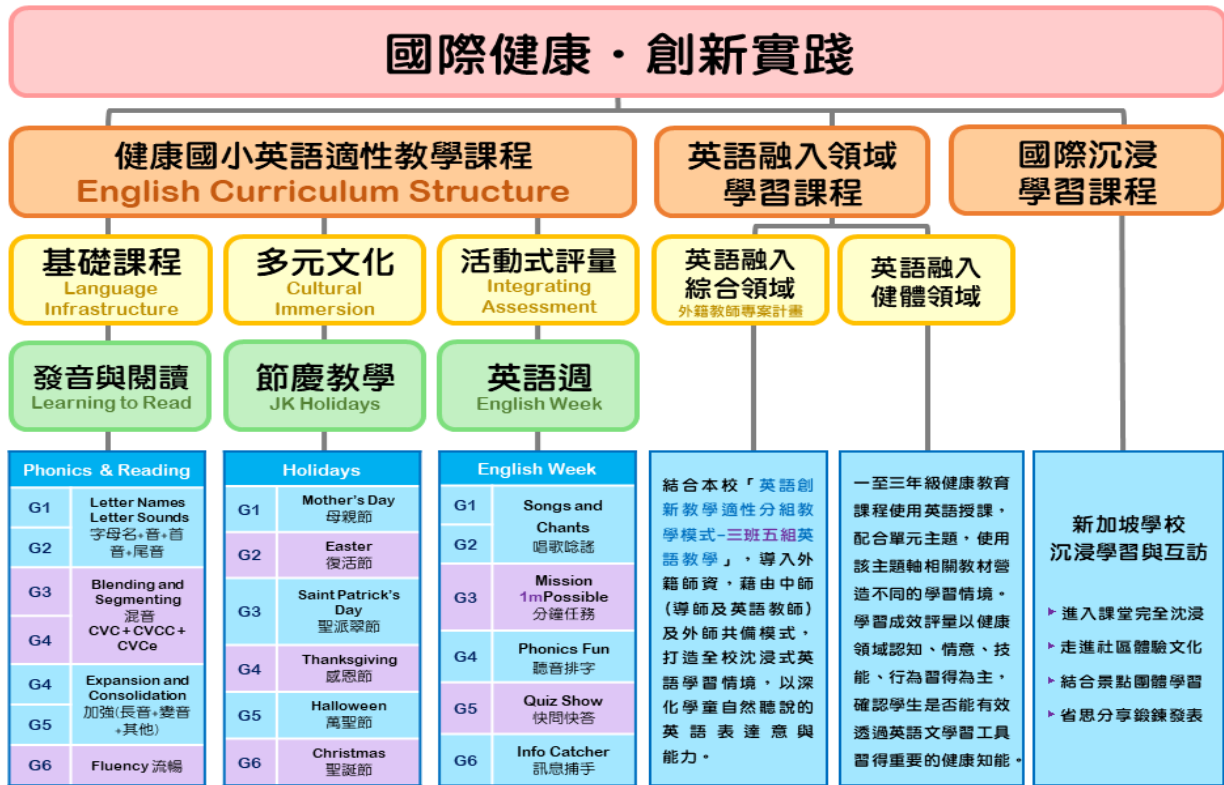 國際健康・創新實踐
健康國小英語適性教學課程
English Curriculum Structure
英語融入領域
學習課程
國際沉浸
學習課程
基礎課程
Language
Infrastructure
多元文化
Cultural
Immersion
活動式評量
Integrating
Assessment
英語融入
綜合領域
外籍教師專案計畫
英語融入
健體領域
發音與閱讀
Learning to Read
節慶教學
JK Holidays
英語週
English Week
Phonics & Reading
G1
G2
Letter Names
Letter Sounds
字母名+音+首
音+尾音
G3
G4
Blending and
Segmenting
混音
CVC+CVCC+
CVCe
G4
G5
Expansion and
Consolidation
加強(長音+變音
+其他)
G6
Fluency 流暢
Holidays
G1
Mother's Day
母親節
G2
Easter
復活節
G3
Saint Patrick's
Day
聖派翠節
G4
Thanksgiving
感恩節
G5
Halloween
萬聖節
G6
Christmas
聖誕節
English Week
G1
G2
Songs and
Chants
唱歌唸謠
G3
Mission
1mPossible
分鐘任務
G4
Phonics Fun
聽音排字
G5
Quiz Show
快問快答
G6
Info Catcher
訊息捕手
結合本校「英語創
新教學適性分組教
學模式-三班五組英
語教學」，導入外
籍師資，藉由中師
(導師及英語教師)
及外師共備模式，
打造全校沈浸式英
語學習情境，以深
化學童自然聽說的
英語表達意與
能力。
一至三年級健康教育
課程使用英語授課，
配合單元主題，使用
該主題軸相關教材營
造不同的學習情境。
學習成效評量以健康
領域認知、情意、技
能、行為習得為主，
確認學生是否能有效
透過英語文學習工具
習得重要的健康知能。
新加坡學校
沉浸學習與互訪
▸ 進入課堂完全沈浸
▸ 走進社區體驗文化
▸ 結合景點團體學習
▸ 省思分享鍛鍊發表